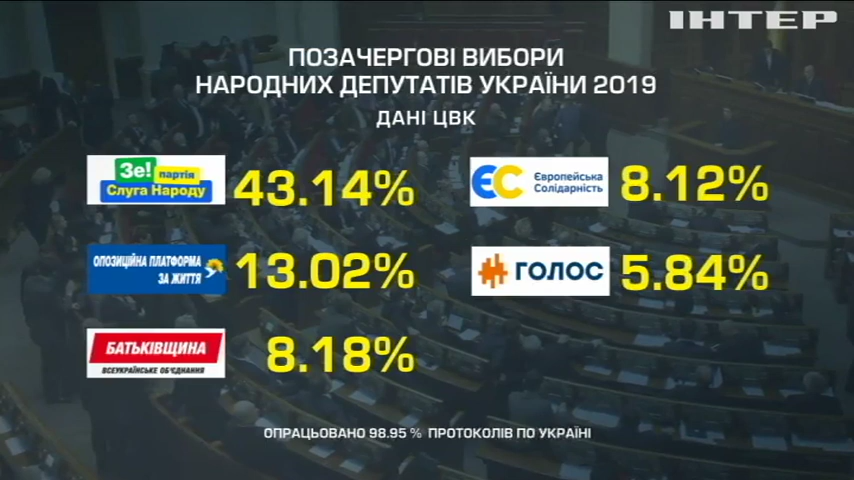 ІНТЕР
ПОЗАЧЕРГОВІ ВИБОРИ
НАРОДНИХ ДЕПУТАТІВ УКРАЇНИ 2019
ДАНІ ЦВК
Зе! партія
Слуга Народу
43.14%
ОПОЗИЦІЙНА ПЛАТФОРМА
ЗА ЖИТТЯ
13.02%
БАТЬКІВЩИНА
ВСЕУКРАЇНСЬКЕ ОБ'ЄДНАННЯ
8.18%
ЄС
Європейська
Солідарність
8.12%
ГОЛОС
5.84%
ОПРАЦЬОВАНО 98.95 % ПРОТОКОЛІВ ПО УКРАЇНІ